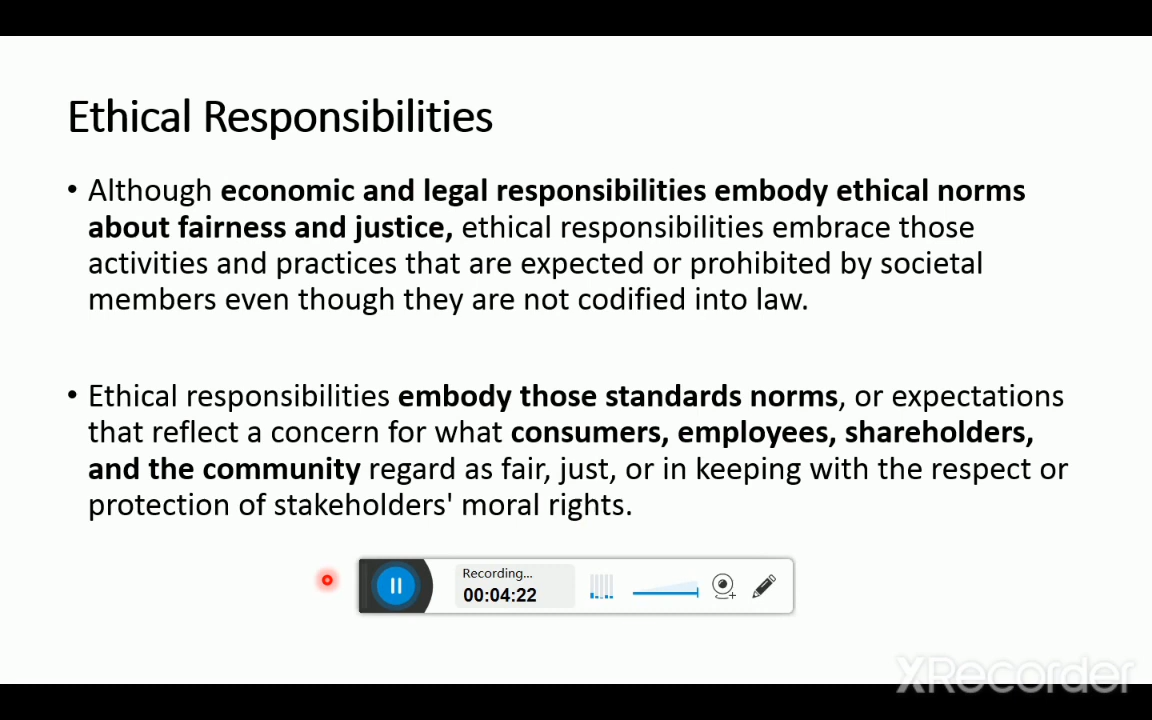 Ethical Responsibilities
• Although economic and legal responsibilities embody ethical norms
about fairness and justice, ethical responsibilities embrace those
activities and practices that are expected or prohibited by societal
members even though they are not codified into law.
• Ethical responsibilities embody those standards norms, or expectations
that reflect a concern for what consumers, employees, shareholders,
and the community regard as fair, just, or in keeping with the respect or
protection of stakeholders' moral rights.
Recording...
00:04:22
XRecorder